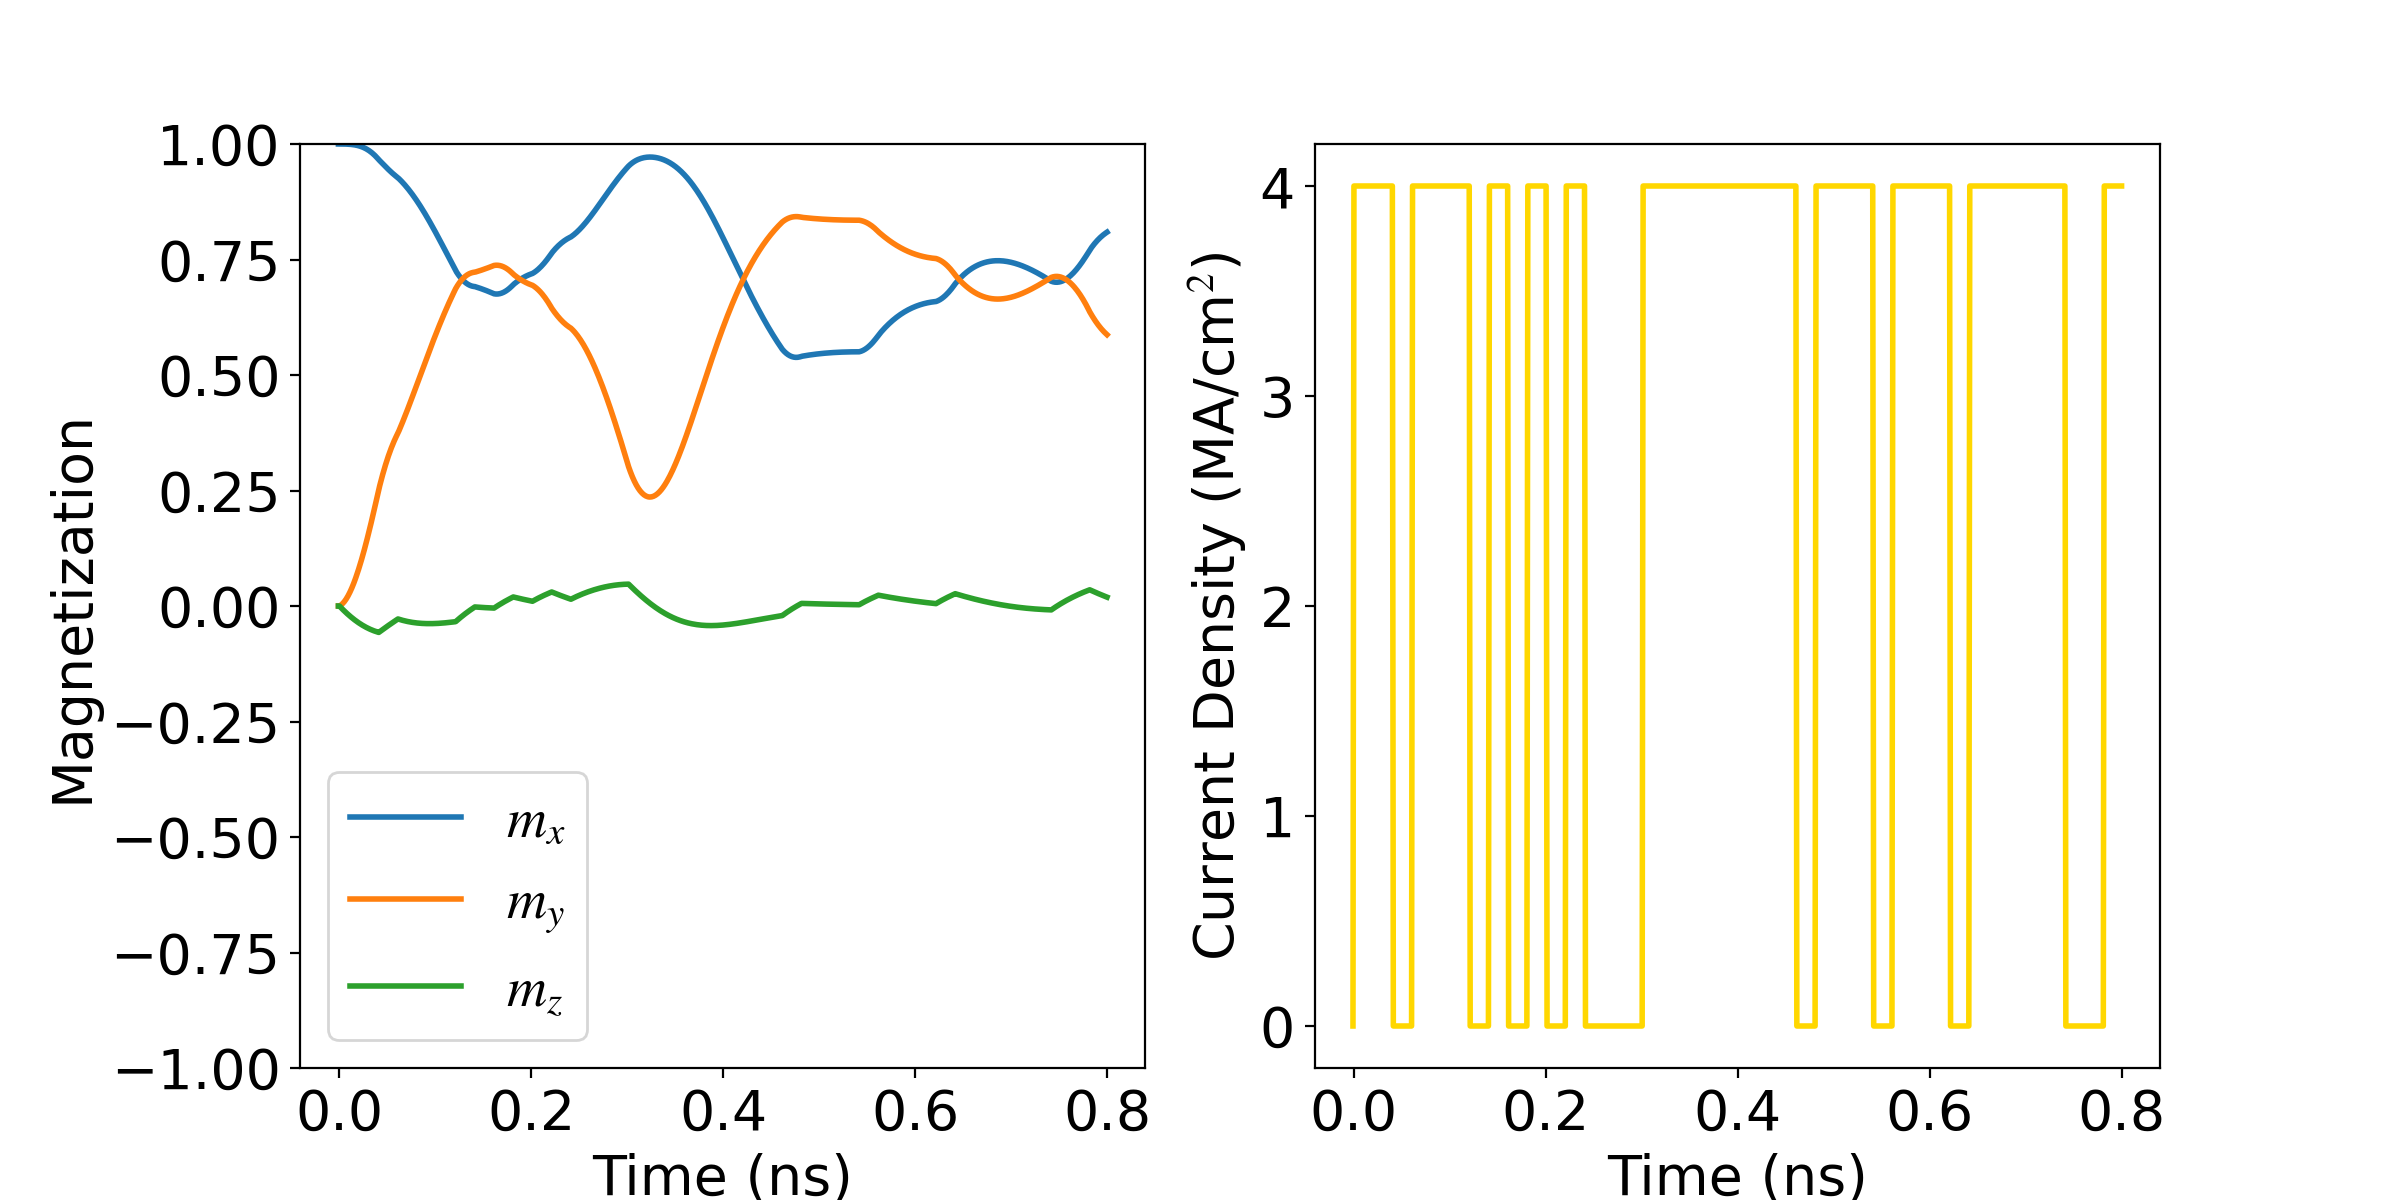 1.00
0.75
0.50
0.25
0.00
−0.25
−0.50
−0.75
−1.00
Magnetization
m_x
m_y
m_z
0.0 0.2 0.4 0.6 0.8
Time (ns)
4
3
2
1
0
Current Density (MA/cm²)
0.0 0.2 0.4 0.6 0.8
Time (ns)